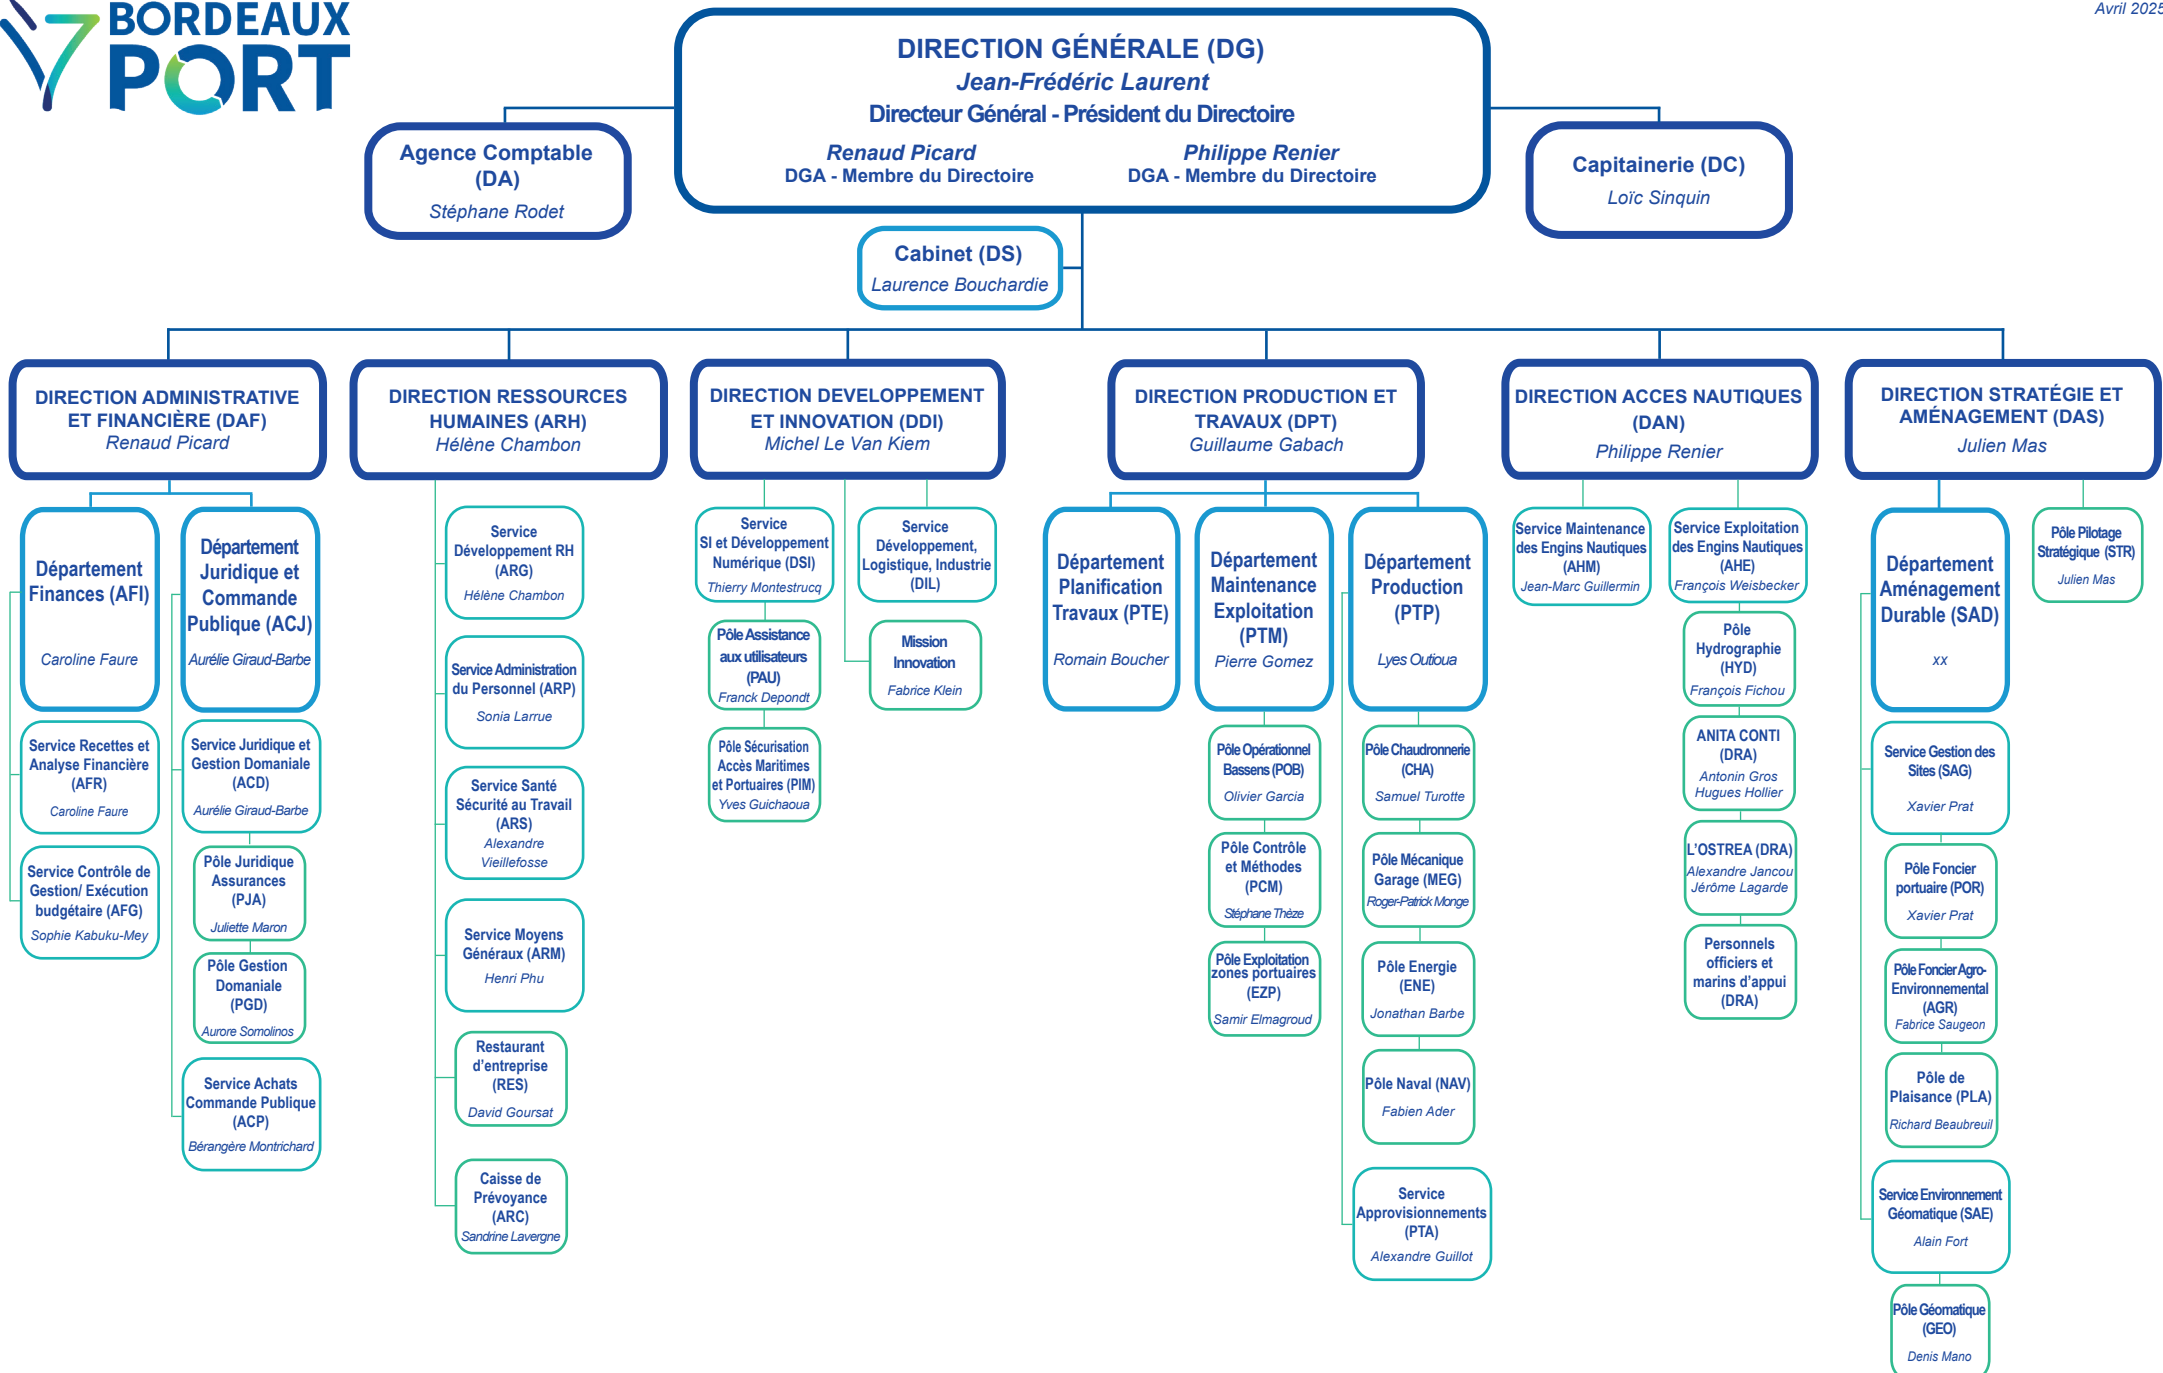 BORDEAUX
PORT
Avril 2025
DIRECTION GÉNÉRALE (DG)
Jean-Frédéric Laurent
Directeur Général - Président du Directoire
Renaud Picard
DGA - Membre du Directoire
Philippe Renier
DGA - Membre du Directoire
Agence Comptable
(DA)
Stéphane Rodet
Capitainerie (DC)
Loïc Sinquin
Cabinet (DS)
Laurence Bouchardie
DIRECTION ADMINISTRATIVE
ET FINANCIÈRE (DAF)
Renaud Picard
DIRECTION RESSOURCES
HUMAINES (ARH)
Hélène Chambon
DIRECTION DEVELOPPEMENT
ET INNOVATION (DDI)
Michel Le Van Kiem
DIRECTION PRODUCTION ET
TRAVAUX (DPT)
Guillaume Gabach
DIRECTION ACCES NAUTIQUES
(DAN)
Philippe Renier
DIRECTION STRATÉGIE ET
AMÉNAGEMENT (DAS)
Julien Mas
Département
Finances (AFI)
Caroline Faure
Service Recettes et
Analyse Financière
(AFR)
Caroline Faure
Service Contrôle de
Gestion/ Exécution
budgétaire (AFG)
Sophie Kabuku-Mey
Département
Juridique et
Commande
Publique (ACJ)
Aurélie Giraud-Barbe
Service Juridique et
Gestion Domaniale
(ACD)
Aurélie Giraud-Barbe
Pôle Juridique
Assurances
(PJA)
Juliette Maron
Pôle Gestion
Domaniale
(PGD)
Aurore Somolinos
Service Achats
Commande Publique
(ACP)
Bérangère Montrichard
Service
Développement RH
(ARG)
Hélène Chambon
Service Administration
du Personnel (ARP)
Sonia Larrue
Service Santé
Sécurité au Travail
(ARS)
Alexandre
Vieillefosse
Service Moyens
Généraux (ARM)
Henri Phu
Restaurant
d'entreprise
(RES)
David Goursat
Caisse de
Prévoyance
(ARC)
Sandrine Lavergne
Service
SI et Développement
Numérique (DSI)
Thierry Montestrucq
Pôle Assistance
aux utilisateurs
(PAU)
Franck Depondt
Pôle Sécurisation
Accès Maritimes
et Portuaires (PIM)
Yves Guichaoua
Service
Développement,
Logistique, Industrie
(DIL)
Mission
Innovation
Fabrice Klein
Département
Planification
Travaux (PTE)
Romain Boucher
Département
Maintenance
Exploitation
(PTM)
Pierre Gomez
Pôle Opérationnel
Bassens (POB)
Olivier Garcia
Pôle Contrôle
et Méthodes
(PCM)
Stéphane Thèze
Pôle Exploitation
zones portuaires
(EZP)
Samir Elmagroud
Département
Production
(PTP)
Lyes Outioua
Pôle Chaudronnerie
(CHA)
Samuel Turotte
Pôle Mécanique
Garage (MEG)
Roger-Patrick Monge
Pôle Energie
(ENE)
Jonathan Barbe
Pôle Naval (NAV)
Fabien Ader
Service
Approvisionnements
(PTA)
Alexandre Guillot
Service Maintenance
des Engins Nautiques
(AHM)
Jean-Marc Guillermin
Service Exploitation
des Engins Nautiques
(AHE)
François Weisbecker
Pôle
Hydrographie
(HYD)
François Fichou
ANITA CONTI
(DRA)
Antonin Gros
Hugues Hollier
L'OSTREA (DRA)
Alexandre Jancou
Jérôme Lagarde
Personnels
officiers et
marins d'appui
(DRA)
Département
Aménagement
Durable (SAD)
xx
Service Gestion des
Sites (SAG)
Xavier Prat
Pôle Foncier
portuaire (POR)
Xavier Prat
Pôle Foncier Agro-
Environnemental
(AGR)
Fabrice Saugeon
Pôle de
Plaisance (PLA)
Richard Beaubreuil
Service Environnement
Géomatique (SAE)
Alain Fort
Pôle Géomatique
(GEO)
Denis Mano
Pôle Pilotage
Stratégique (STR)
Julien Mas